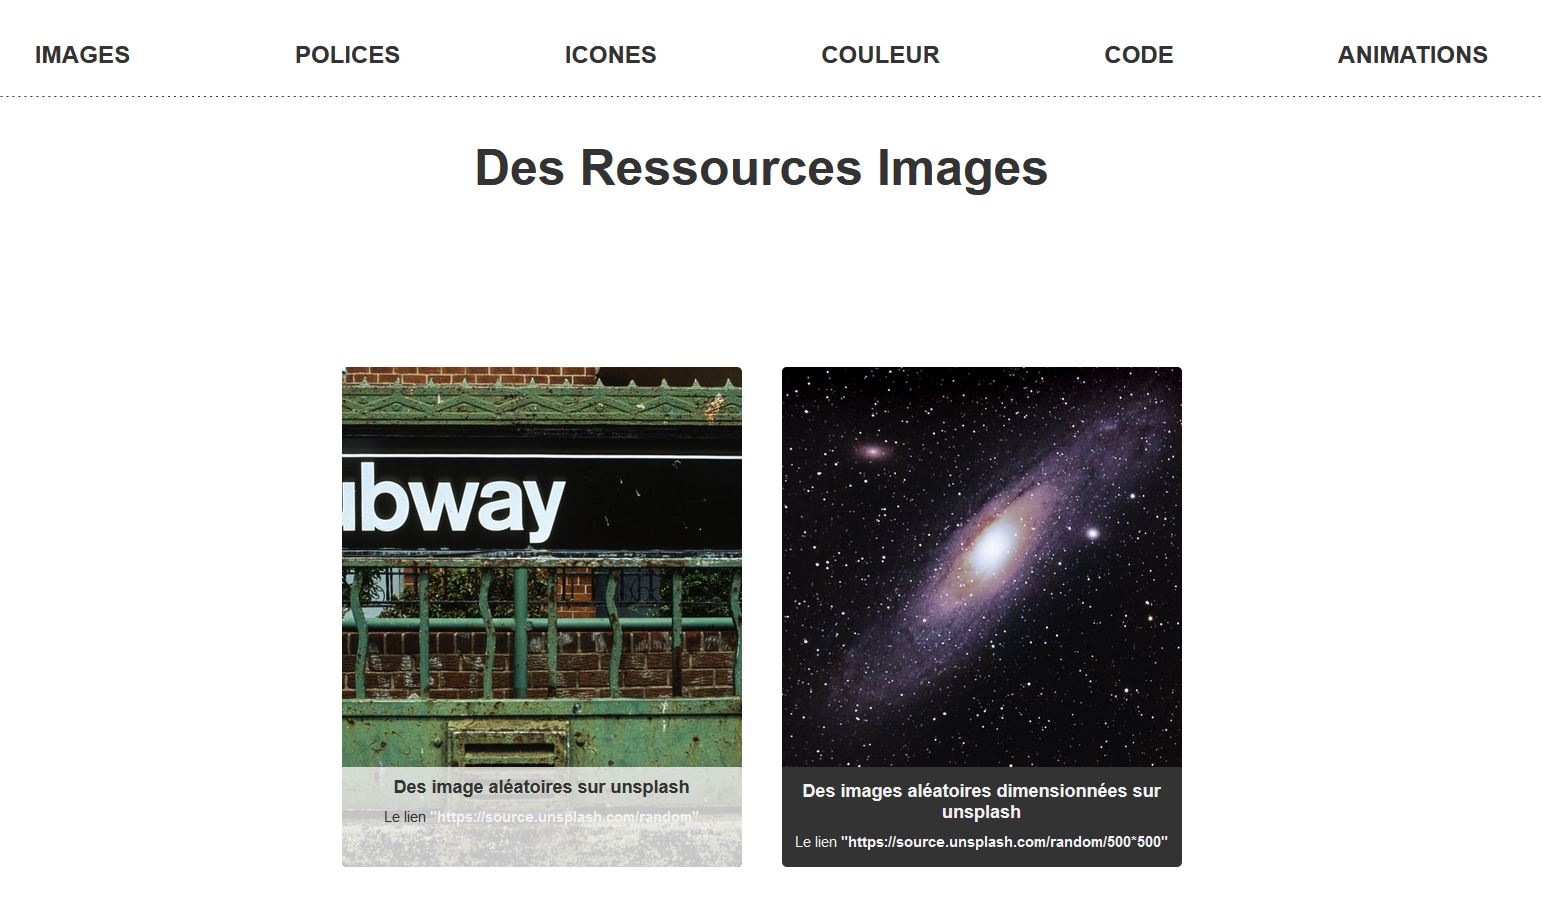 IMAGES POLICES ICONES COULEUR CODE ANIMATIONS
Des Ressources Images
ubway
Des image aléatoires sur unsplash
Le lien "https://source.unsplash.com/random"
Des images aléatoires dimensionnées sur
unsplash
Le lien "https://source.unsplash.com/random/500*500"